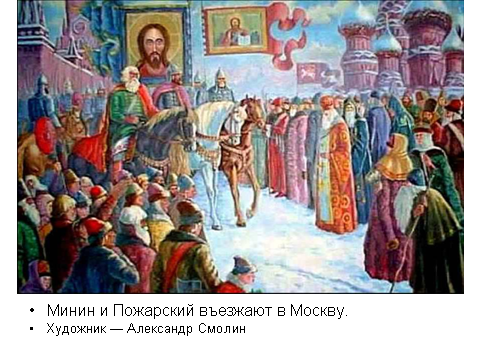 • Минин и Пожарский въезжают в Москву.
• Художник — Александр Смолин